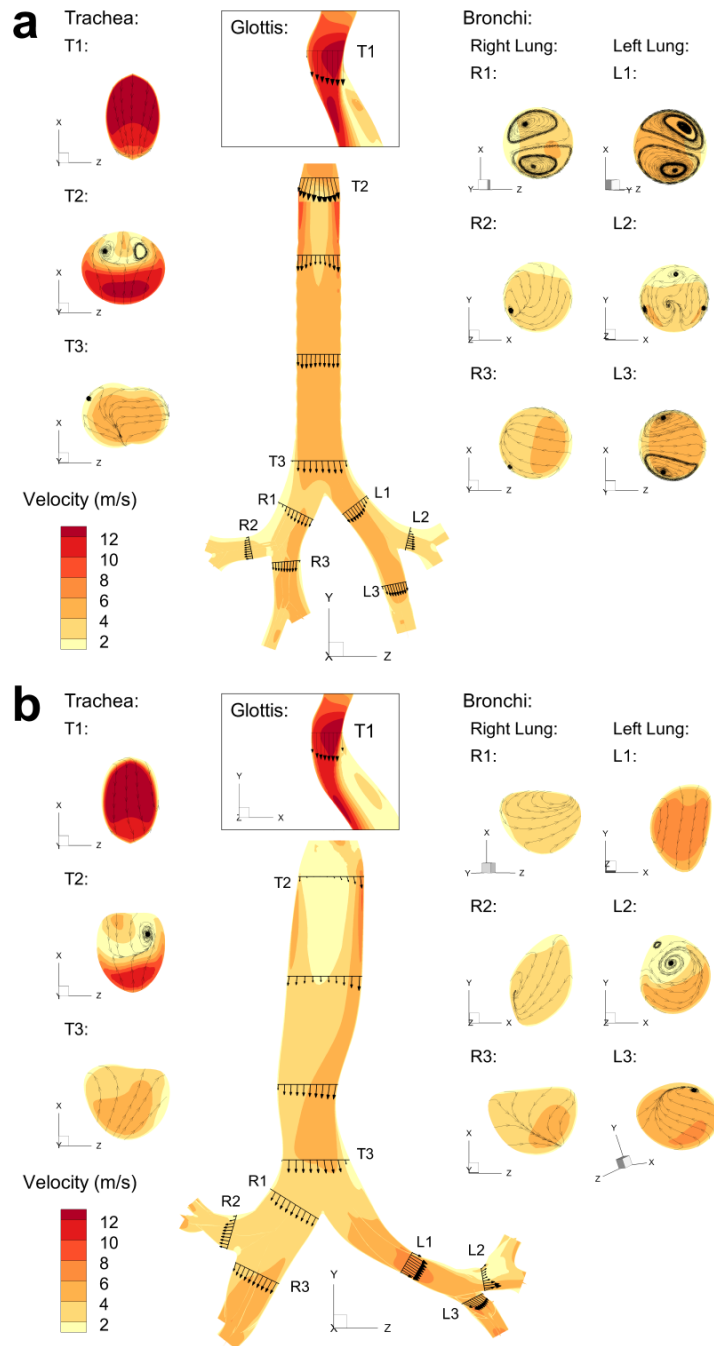 a
Trachea:
T1:
X
Y
Z
T2:
X
Y
Z
T3:
X
Y
Z
Velocity (m/s)
12
10
8
6
4
2
Glottis:
T1
T2
T3
R1
L1
R2
L2
R3
L3
Y
X
Z
Bronchi:
Right Lung:
Left Lung:
R1:
L1:
X
Y
Z
X
Y
Z
R2:
L2:
Y
Z
X
Y
Z
X
R3:
L3:
Y
Z
X
X
Y
Z
b
Trachea:
T1:
X
Y
Z
T2:
X
Y
Z
T3:
X
Y
Z
Velocity (m/s)
12
10
8
6
4
2
Glottis:
T1
Y
Z
X
T2
T3
R1
R2
L1
L2
R3
L3
Y
X
Z
Bronchi:
Right Lung:
Left Lung:
R1:
L1:
X
Y
Z
Y
Z
X
R2:
L2:
Y
Z
X
Y
Z
X
R3:
L3:
X
Y
Z
Y
X
Z